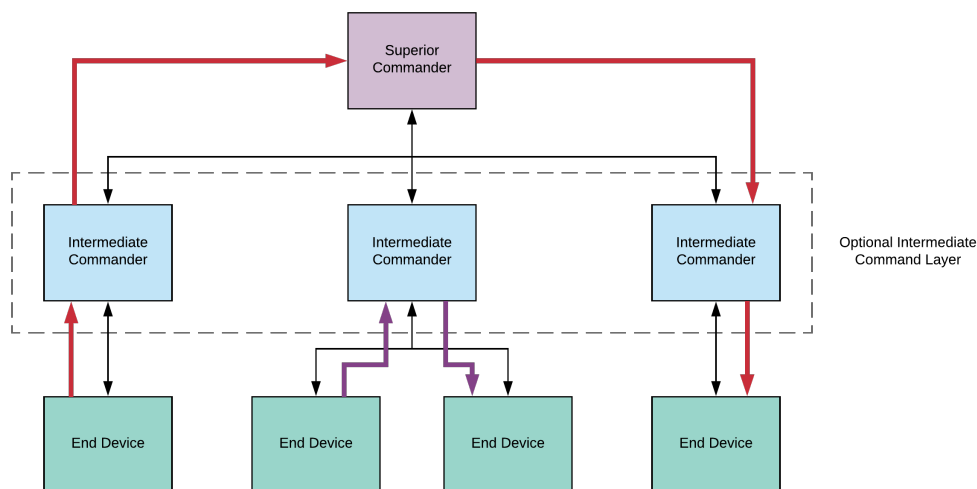 Superior
Commander
Intermediate
Commander
Intermediate
Commander
Intermediate
Commander
Optional Intermediate
Command Layer
End Device
End Device
End Device
End Device